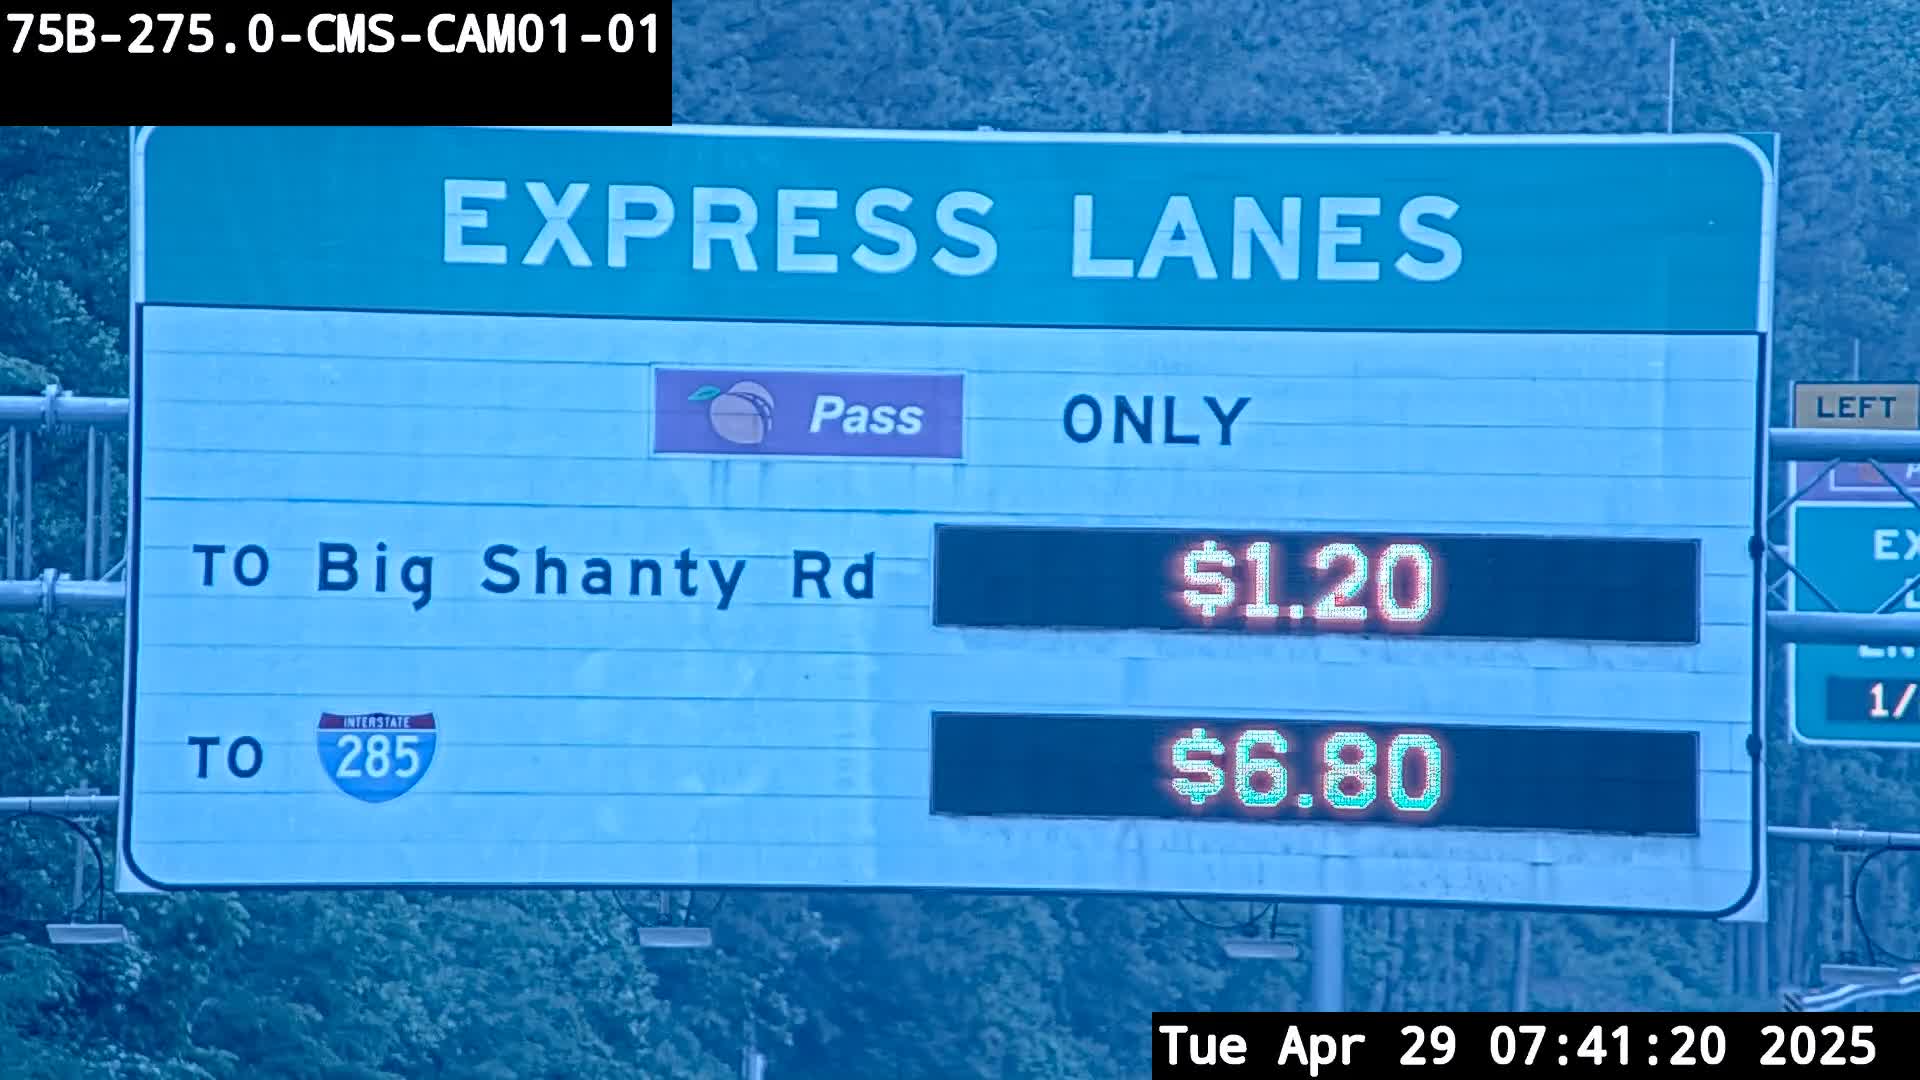 75B-275.0-CMS-CAM01-01
EXPRESS LANES
Pass ONLY
TO Big Shanty Rd $1.20
TO INTERSTATE 285 $6.80
LEFT
1/
Tue Apr 29 07:41:20 2025